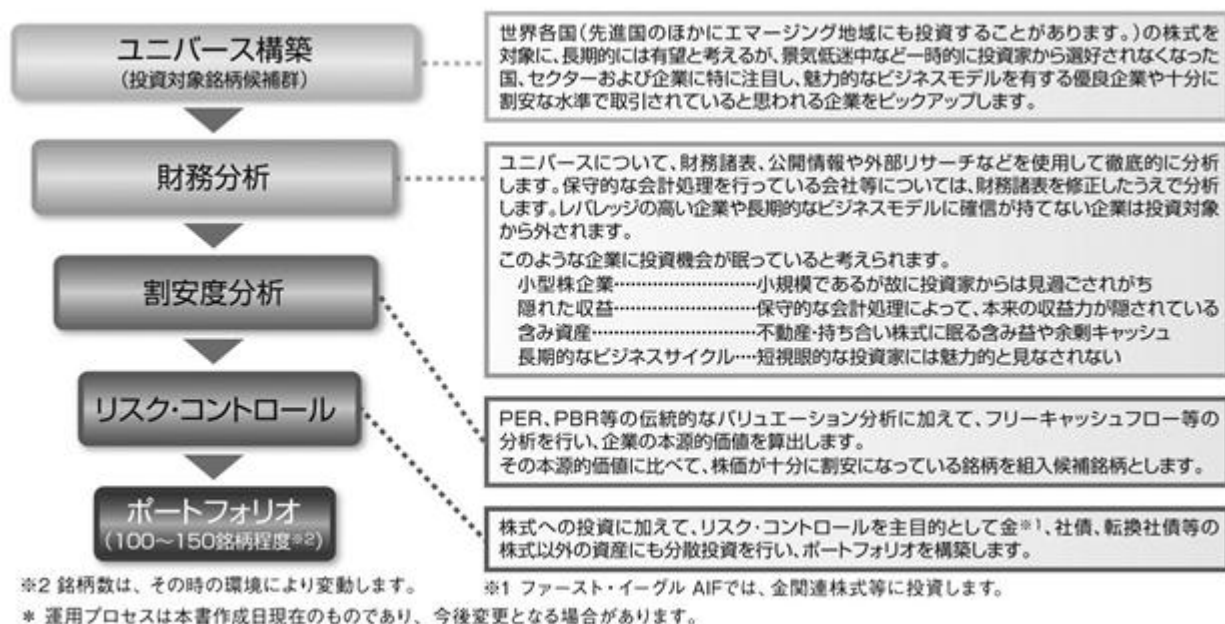 ユニバース構築
(投資対象銘柄候補群)
世界各国(先進国のほかにエマージング地域にも投資することがあります。)の株式を
対象に、長期的には有望と考えるが、景気低迷中など一時的に投資家から選好されなくなった
国、セクターおよび企業に特に注目し、魅力的なビジネスモデルを有する優良企業や十分に
割安な水準で取引されていると思われる企業をピックアップします。
財務分析
ユニバースについて、財務諸表、公開情報や外部リサーチなどを使用して徹底的に分析
します。保守的な会計処理を行っている会社等については、財務諸表を修正したうえで分析
します。レバレッジの高い企業や長期的なビジネスモデルに確信が持てない企業は投資対象
から外されます。
このような企業に投資機会が眠っていると考えられます。
小型株企業…………………………小規模であるが故に投資家からは見過ごされがち
隠れた収益…………………………保守的な会計処理によって、本来の収益力が隠されている
含み資産……………………………不動産・持ち合い株式に眠る含み益や余剰キャッシュ
長期的なビジネスサイクル……短視眼的な投資家には魅力的と見なされない
割安度分析
PER、PBR等の伝統的なバリュエーション分析に加えて、フリーキャッシュフロー等の
分析を行い、企業の本源的価値を算出します。
その本源的価値に比べて、株価が十分に割安になっている銘柄を組入候補銘柄とします。
リスク・コントロール
株式への投資に加えて、リスク・コントロールを主目的として金※1、社債、転換社債等の
株式以外の資産にも分散投資を行い、ポートフォリオを構築します。
ポートフォリオ
(100～150銘柄程度※2)
※2 銘柄数は、その時の環境により変動します。
※1 ファースト・イーグル AIFでは、金関連株式等に投資します。
＊ 運用プロセスは本書作成日現在のものであり、今後変更となる場合があります。